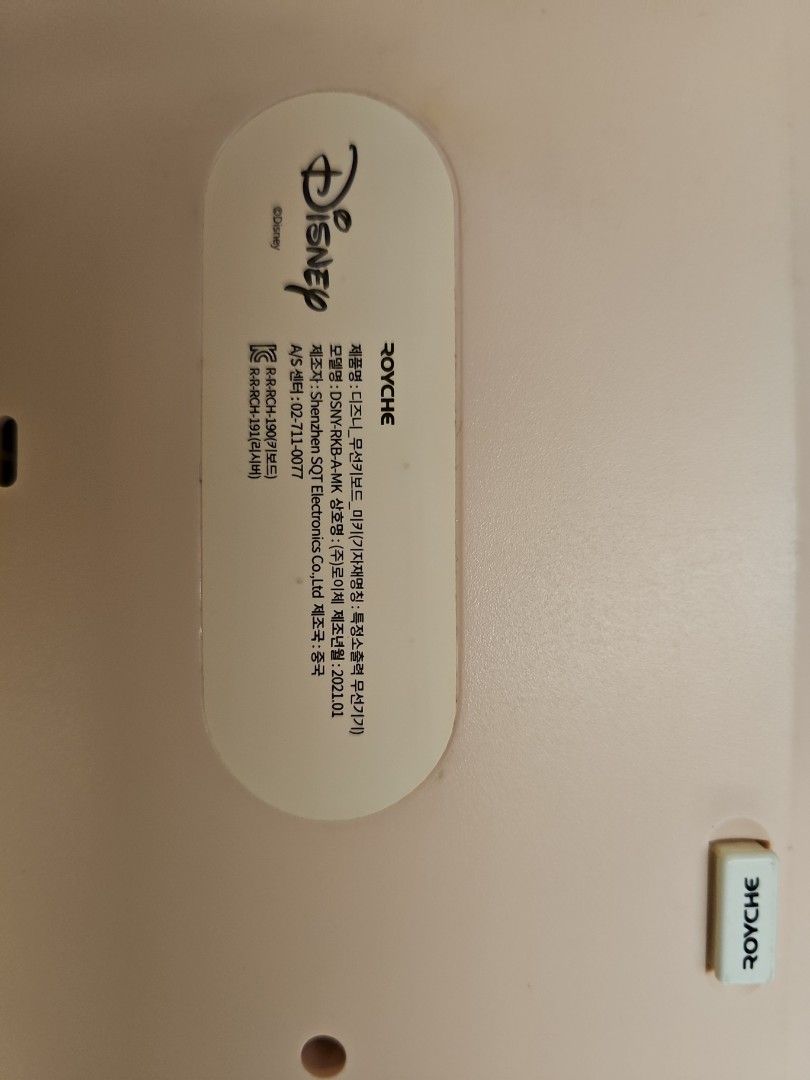 Disney
©Disney
ROYCHE
제품명 : 디즈니_무선키보드_미키(기자재명칭 : 특정소출력 무선기기)
모델명 : DSNY-RKB-A-MK 상호명 : (주)로이체 제조년월 : 2021.01
제조자 : Shenzhen SQT Electronics Co.,Ltd 제조국 : 중국
A/S 센터 : 02-711-0077
R-R-RCH-190(키보드)
R-R-RCH-191(리시버)
ROYCHE